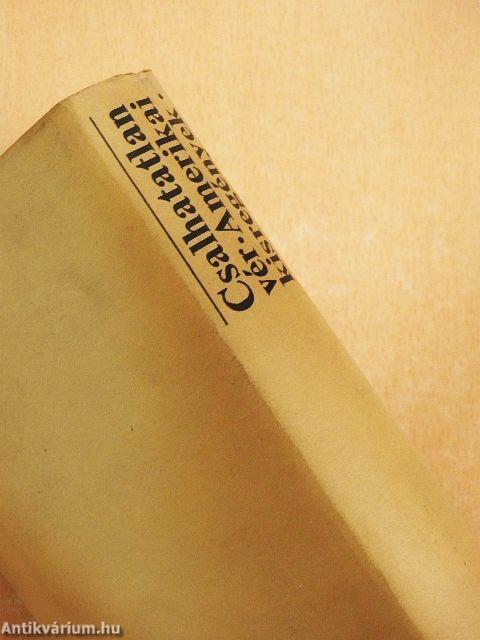 Csalhatatlan
vér · Amerikai
kisregények ·
Antikvárium.hu